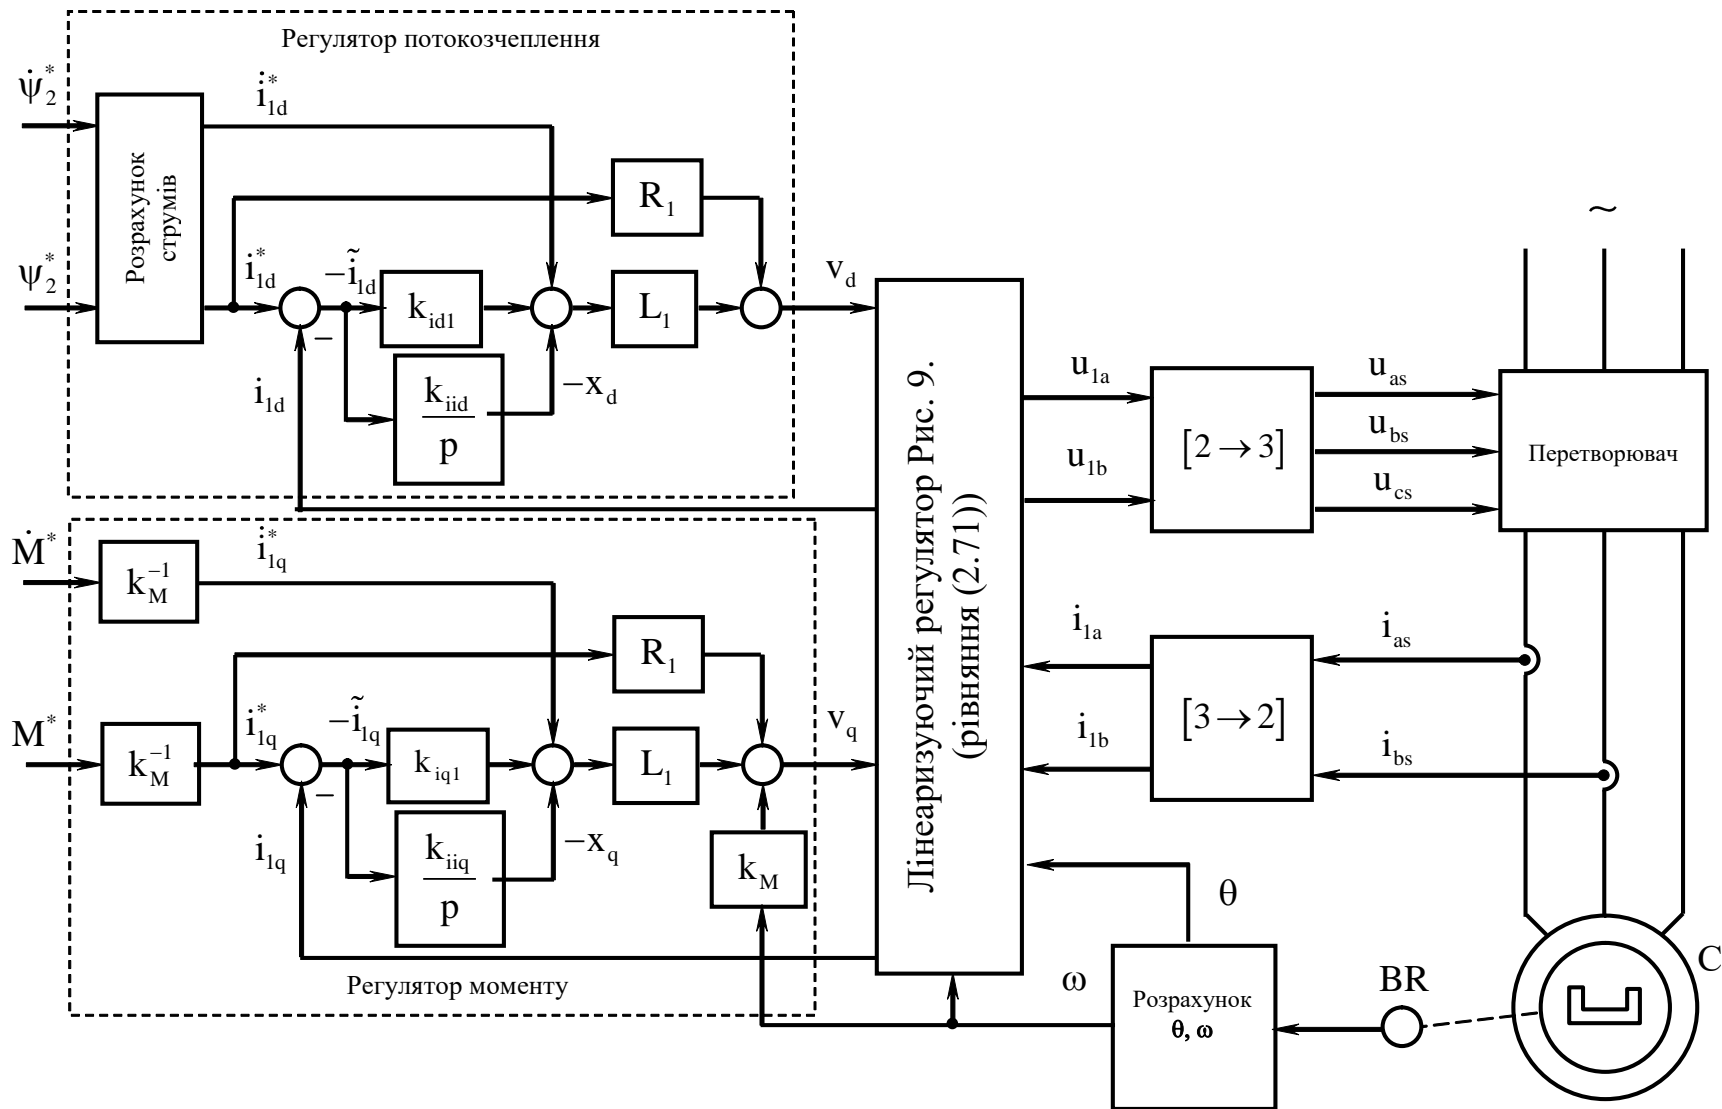 Регулятор потокозчеплення
ψ̇₂*
i̇₁d*
Розрахунок
струмів
R₁
ψ₂*
i₁d*
−ĩ₁d
k_id1
L₁
v_d
i₁d
k_iid
p
−x_d
Ṁ*
k_M⁻¹
i̇₁q*
R₁
M*
k_M⁻¹
i₁q*
−ĩ₁q
k_iq1
L₁
v_q
i₁q
k_iiq
p
−x_q
k_M
Регулятор моменту
Лінеаризуючий регулятор Рис. 9.
(рівняння (2.71))
~
u₁a
u₁b
[2→3]
u_as
u_bs
u_cs
Перетворювач
i₁a
i₁b
[3→2]
i_as
i_bs
θ
ω
Розрахунок
θ, ω
BR
С